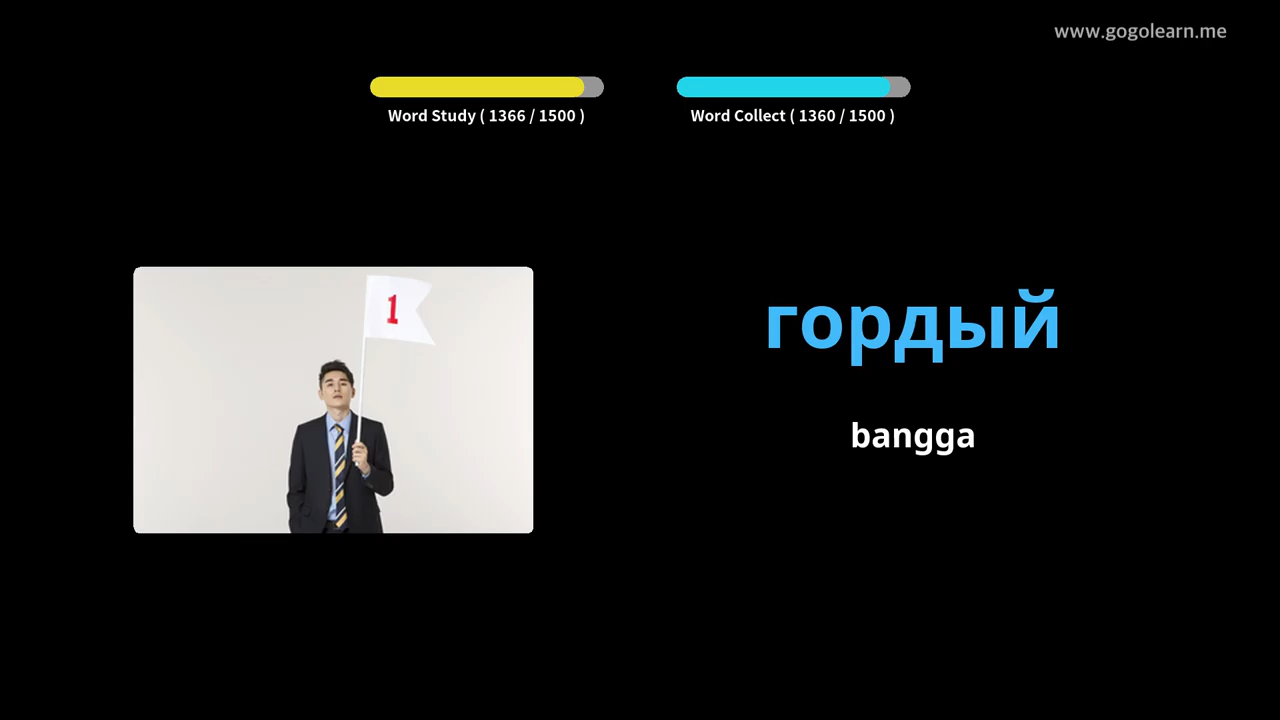 www.gogolearn.me
Word Study ( 1366 / 1500 )
Word Collect ( 1360 / 1500 )
1
гордый
bangga